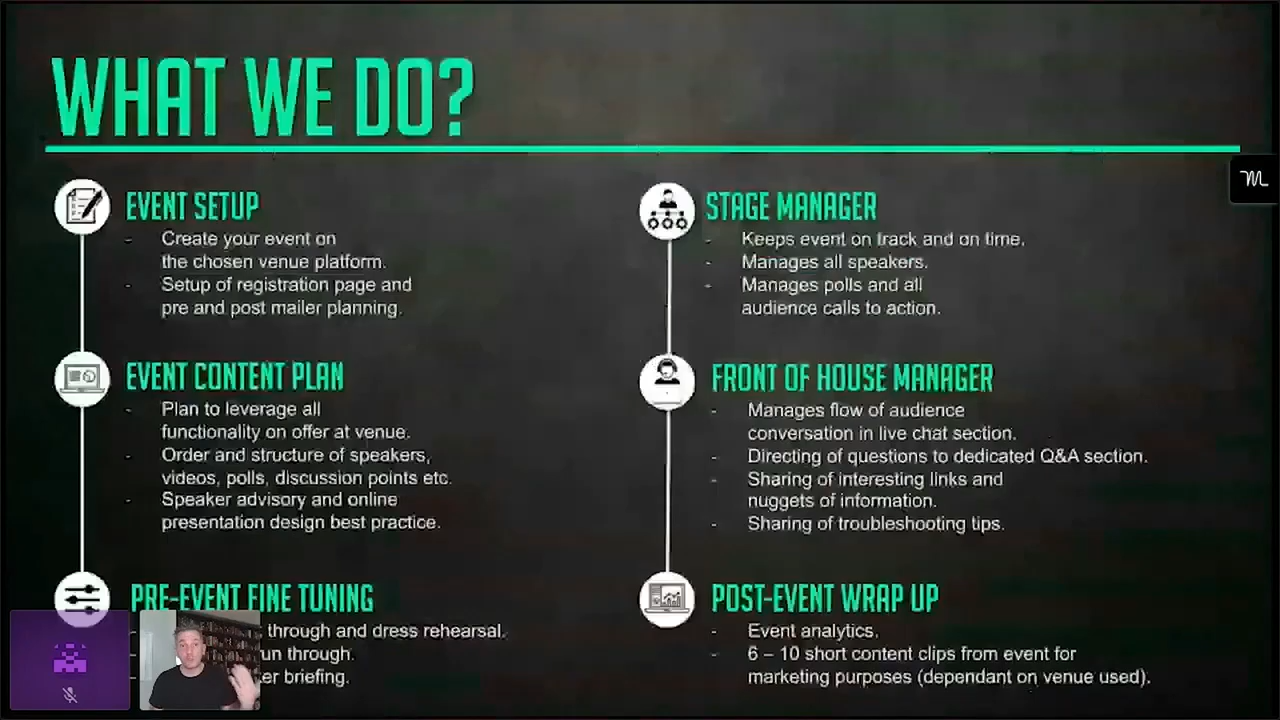 WHAT WE DO?
EVENT SETUP
- Create your event on
the chosen venue platform.
- Setup of registration page and
pre and post mailer planning.
EVENT CONTENT PLAN
- Plan to leverage all
functionality on offer at venue.
- Order and structure of speakers,
videos, polls, discussion points etc.
- Speaker advisory and online
presentation design best practice.
PRE-EVENT FINE TUNING
- through and dress rehearsal.
- through.
- briefing.
STAGE MANAGER
- Keeps event on track and on time.
- Manages all speakers.
- Manages polls and all
audience calls to action.
FRONT OF HOUSE MANAGER
- Manages flow of audience
conversation in live chat section.
- Directing of questions to dedicated Q&A section.
- Sharing of interesting links and
nuggets of information.
- Sharing of troubleshooting tips.
POST-EVENT WRAP UP
- Event analytics.
- 6 – 10 short content clips from event for
marketing purposes (dependant on venue used).